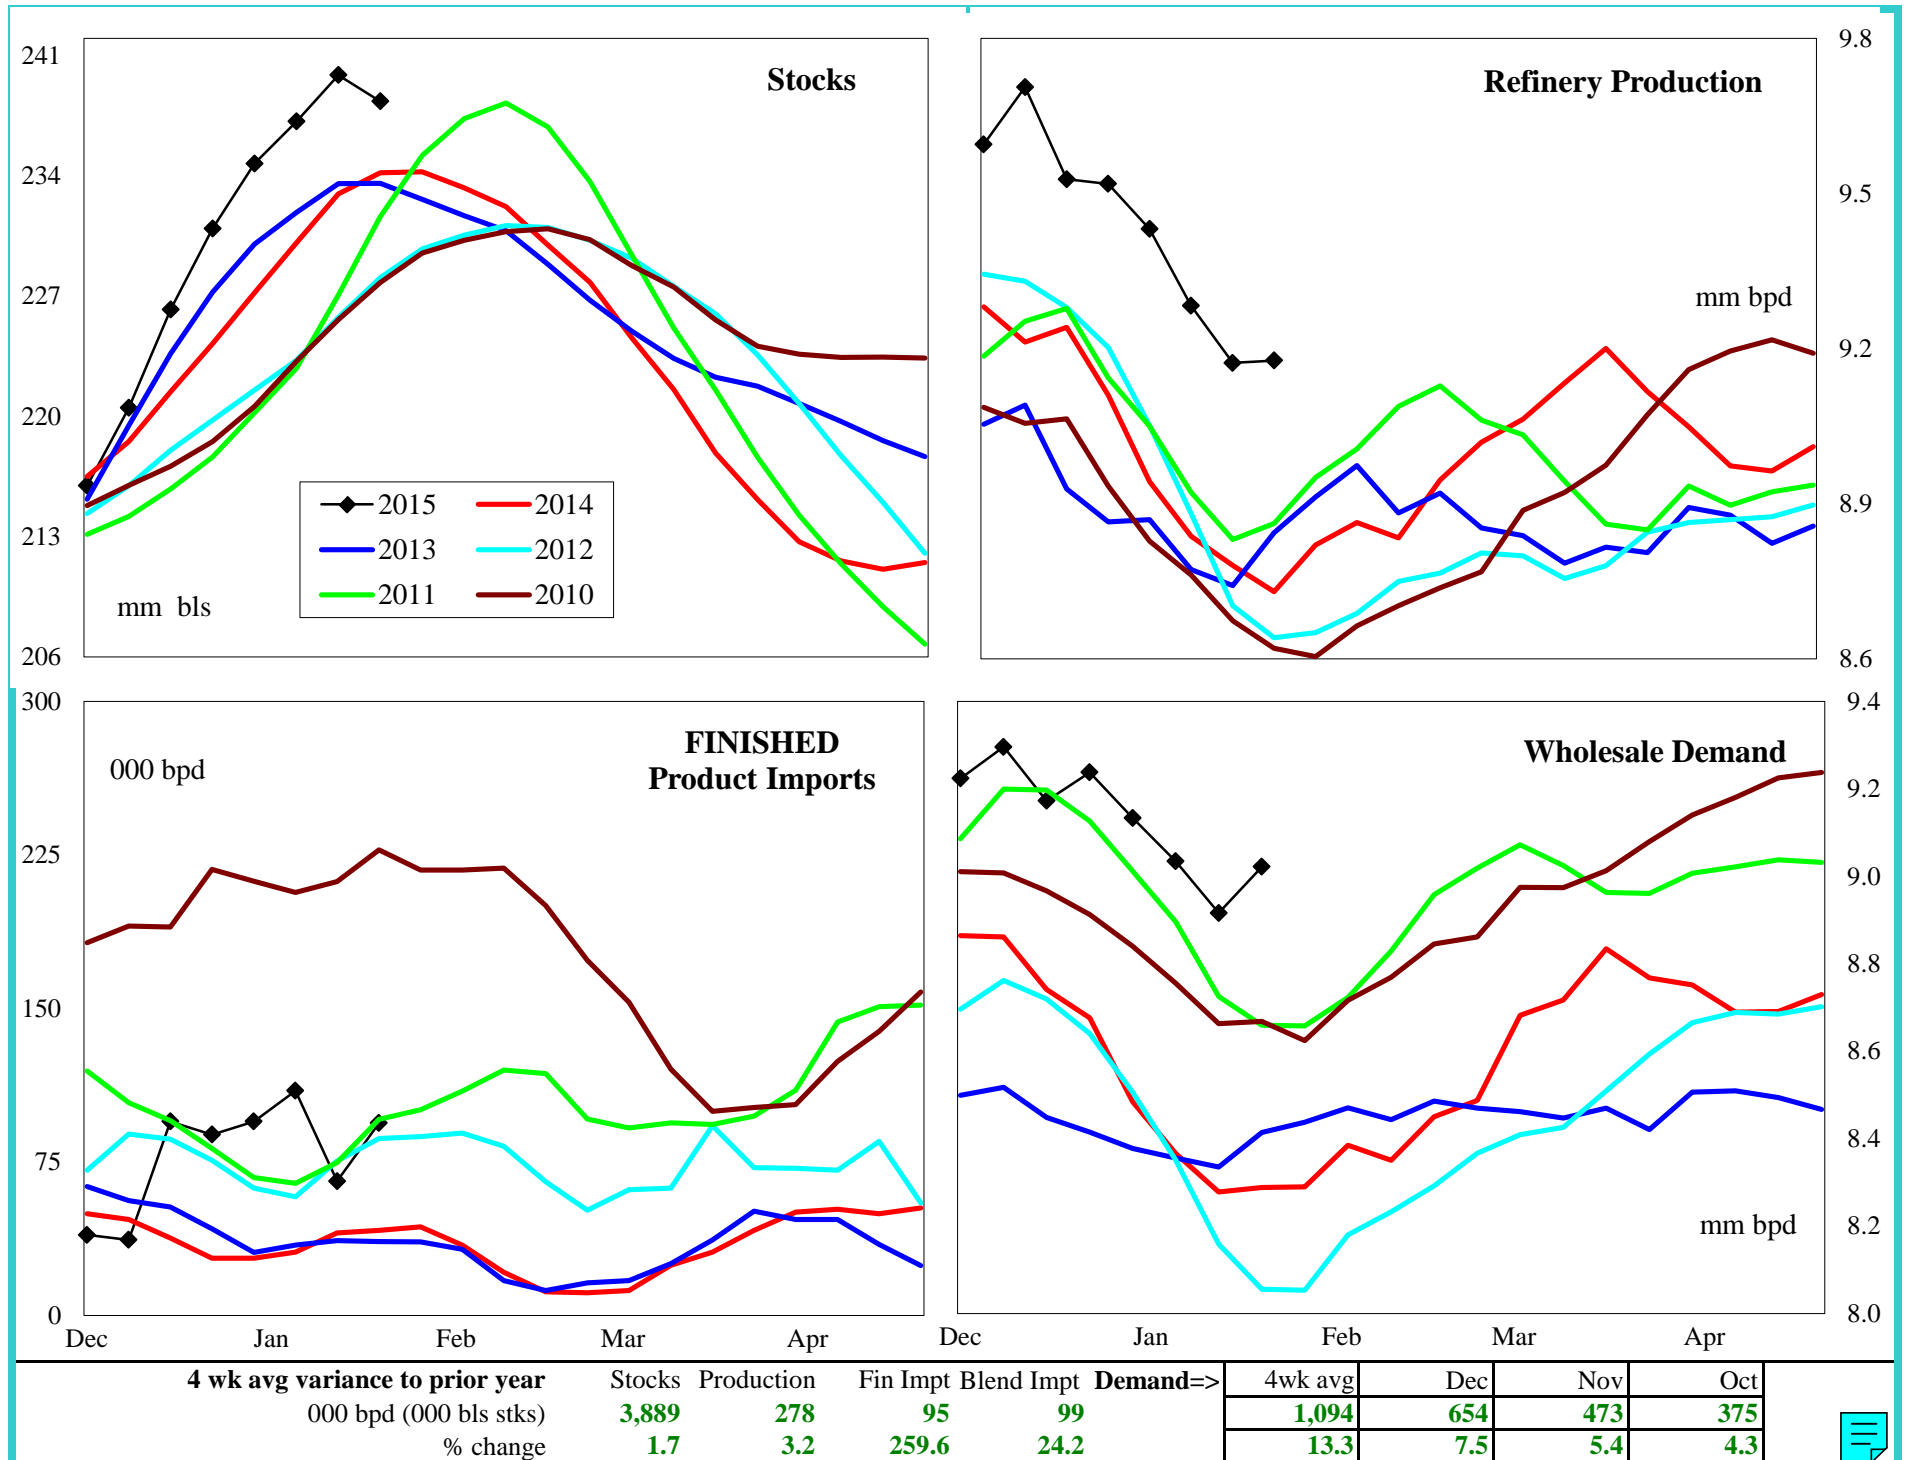 Stocks
241
234
227
220
213
206
mm bls
2015 2014
2013 2012
2011 2010
Refinery Production
mm bpd
9.8
9.5
9.2
8.9
8.6
FINISHED
Product Imports
000 bpd
300
225
150
75
0
Dec Jan Feb Mar Apr
Wholesale Demand
mm bpd
9.4
9.2
9.0
8.8
8.6
8.4
8.2
8.0
Dec Jan Feb Mar Apr
4 wk avg variance to prior year Stocks Production Fin Impt Blend Impt Demand=> 4wk avg Dec Nov Oct
000 bpd (000 bls stks) 3,889 278 95 99 1,094 654 473 375
% change 1.7 3.2 259.6 24.2 13.3 7.5 5.4 4.3